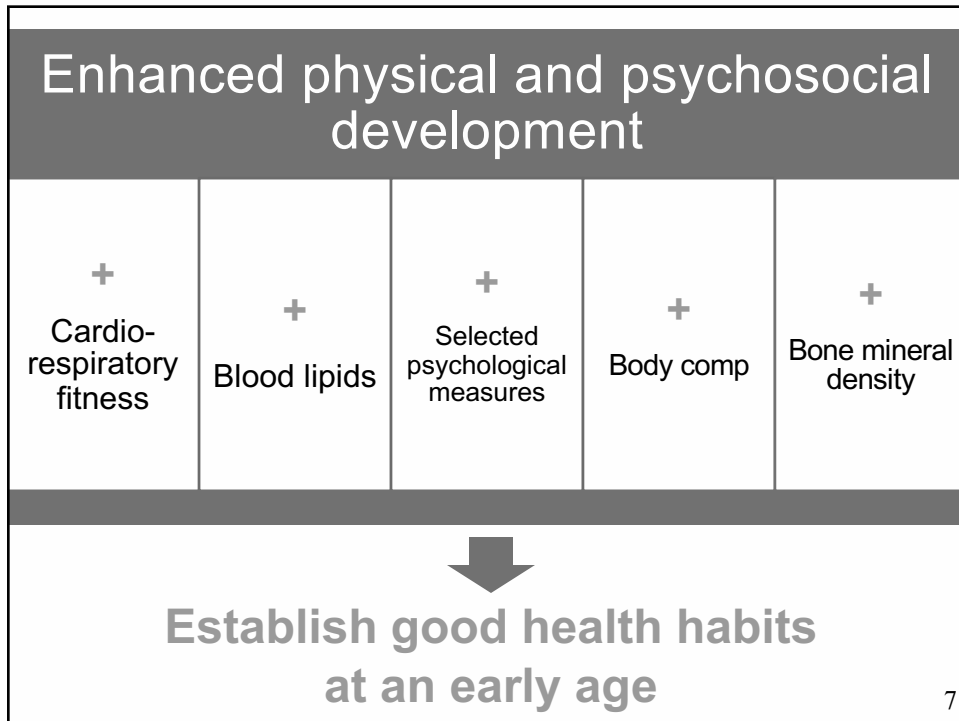 Enhanced physical and psychosocial
development
+
Cardio-
respiratory
fitness
+
Blood lipids
+
Selected
psychological
measures
+
Body comp
+
Bone mineral
density
Establish good health habits
at an early age
7